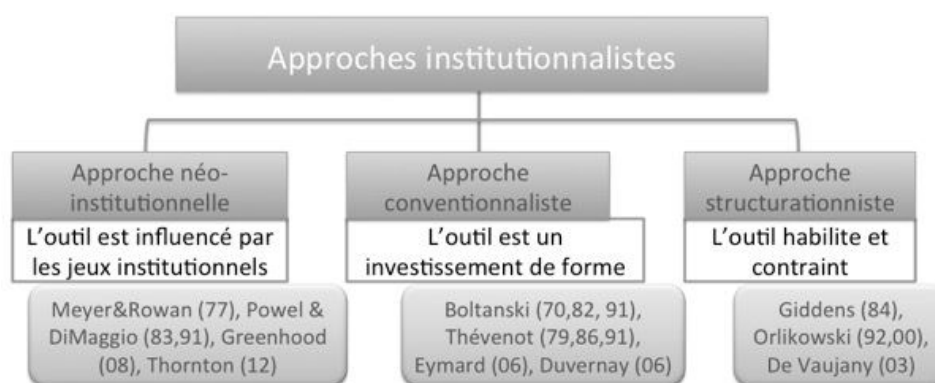 Approches institutionnalistes
Approche néo-
institutionnelle
L'outil est influencé par
les jeux institutionnels
Meyer&Rowan (77), Powel &
DiMaggio (83,91), Greenhood
(08), Thornton (12)
Approche
conventionnaliste
L'outil est un
investissement de forme
Boltanski (70,82, 91),
Thévenot (79,86,91),
Eymard (06), Duvernay (06)
Approche
structurationniste
L'outil habilite et
contraint
Giddens (84),
Orlikowski (92,00),
De Vaujany (03)